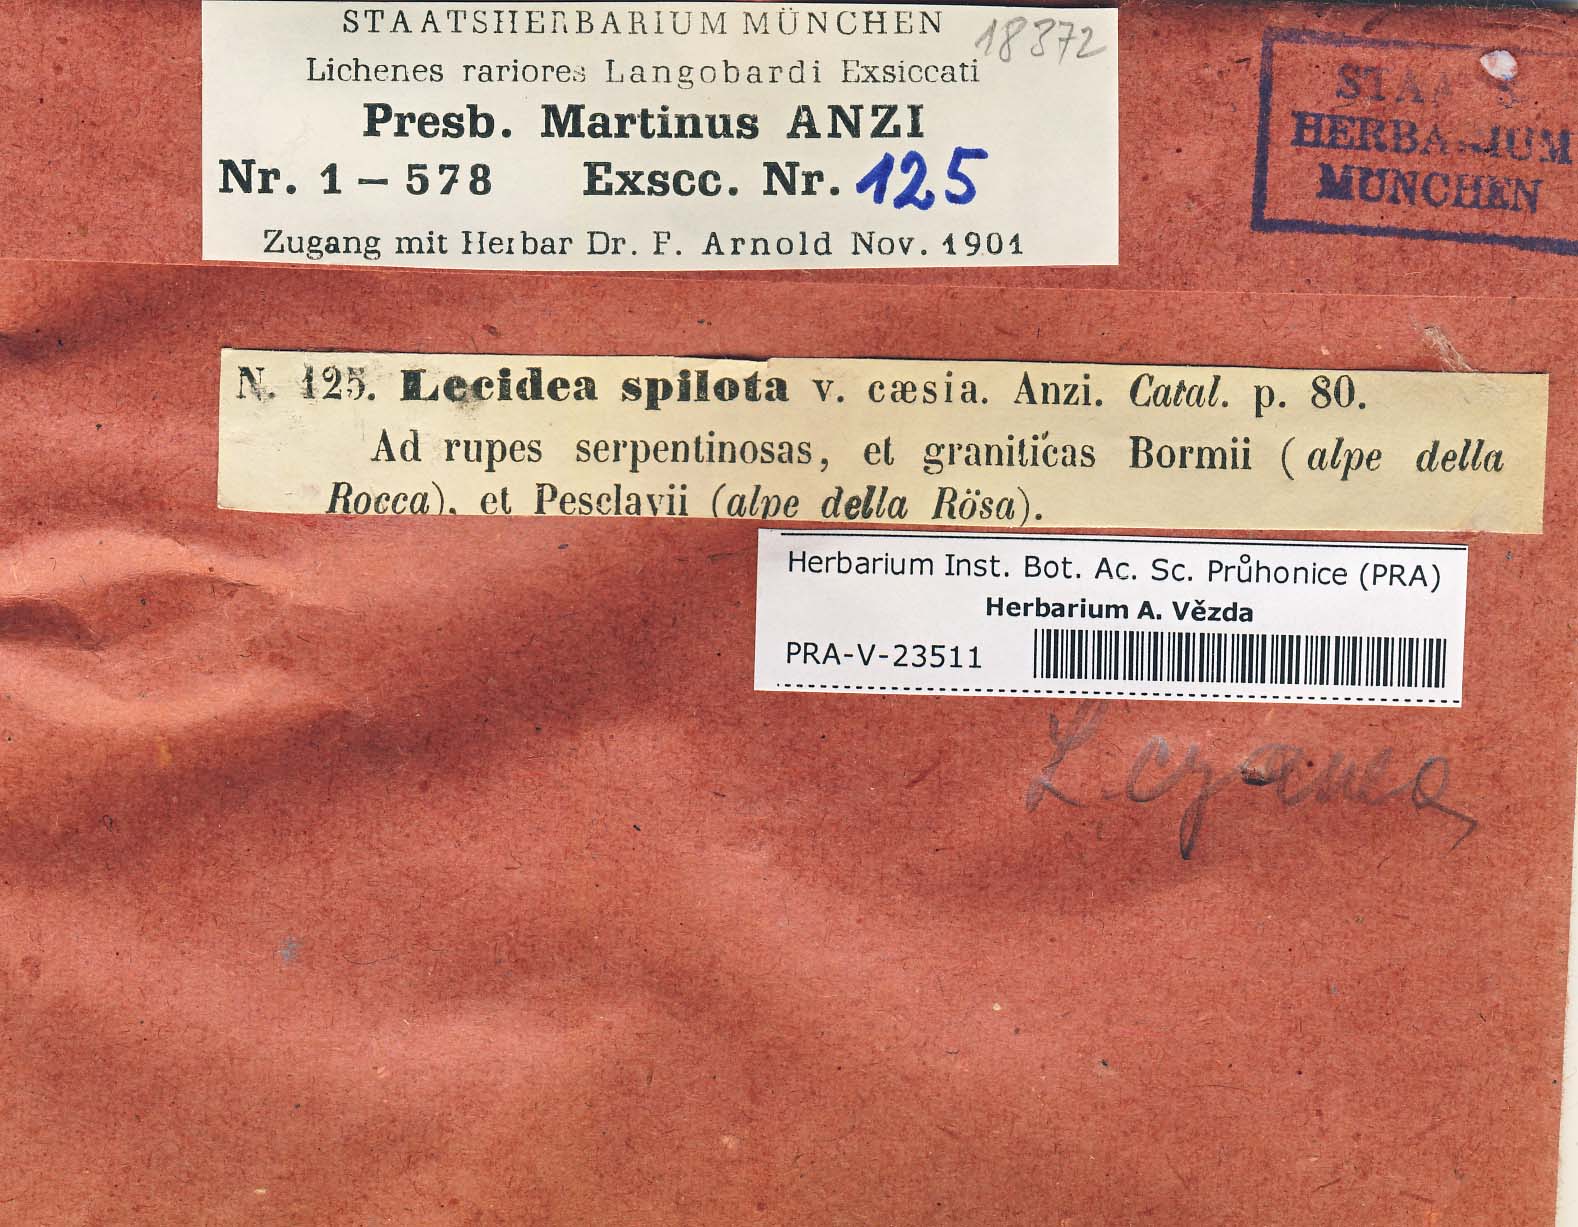 STAATSHERBARIUM MÜNCHEN
18372
Lichenes rariores Langobardi Exsiccati
Presb. Martinus ANZI
Nr. 1 – 578 Exscc. Nr. 125
Zugang mit Herbar Dr. F. Arnold Nov. 1901
STAATS
HERBARIUM
MÜNCHEN
N. 125. Lecidea spilota v. cæsia. Anzi. Catal. p. 80.
Ad rupes serpentinosas, et graniticas Bormii (alpe della
Rocca), et Pesclavii (alpe della Rösa).
Herbarium Inst. Bot. Ac. Sc. Průhonice (PRA)
Herbarium A. Vězda
PRA-V-23511
L. cyanea